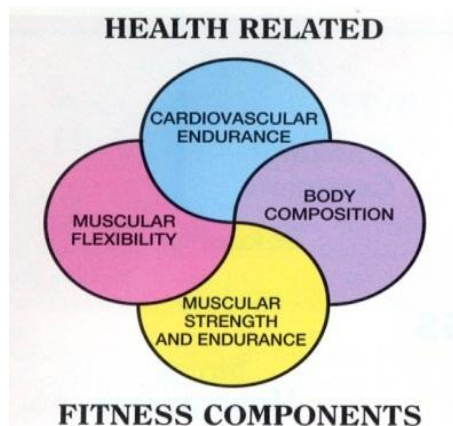 HEALTH RELATED
CARDIOVASCULAR
ENDURANCE
MUSCULAR
FLEXIBILITY
BODY
COMPOSITION
MUSCULAR
STRENGTH
AND ENDURANCE
FITNESS COMPONENTS